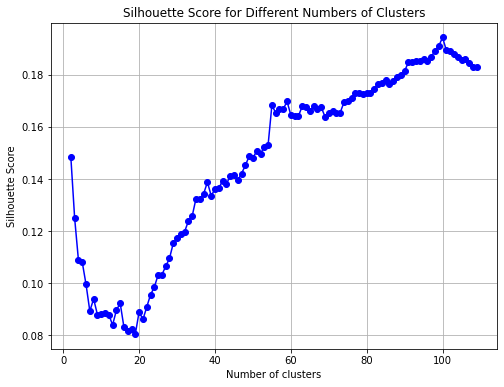 Silhouette Score for Different Numbers of Clusters
Silhouette Score
0.18
0.16
0.14
0.12
0.10
0.08
0 20 40 60 80 100
Number of clusters